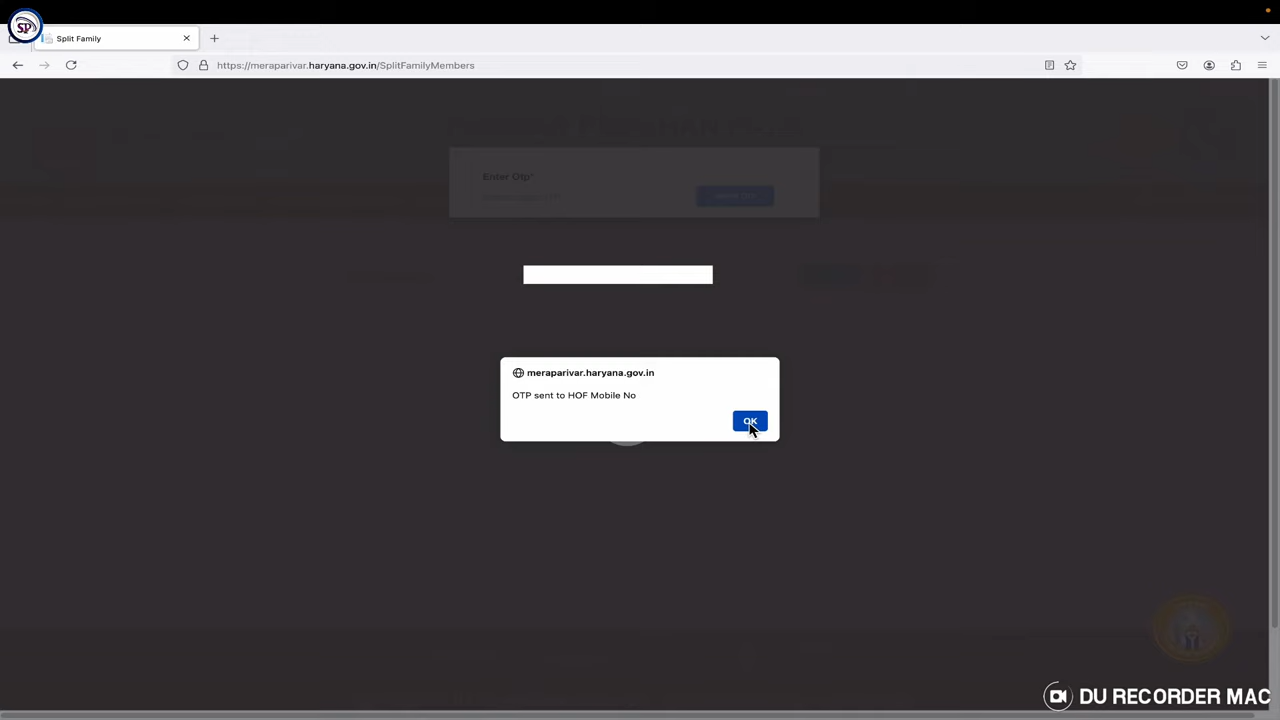 SP
Split Family
https://meraparivar.haryana.gov.in/SplitFamilyMembers
Enter Otp*
meraparivar.haryana.gov.in
OTP sent to HOF Mobile No
OK
DU RECORDER MAC